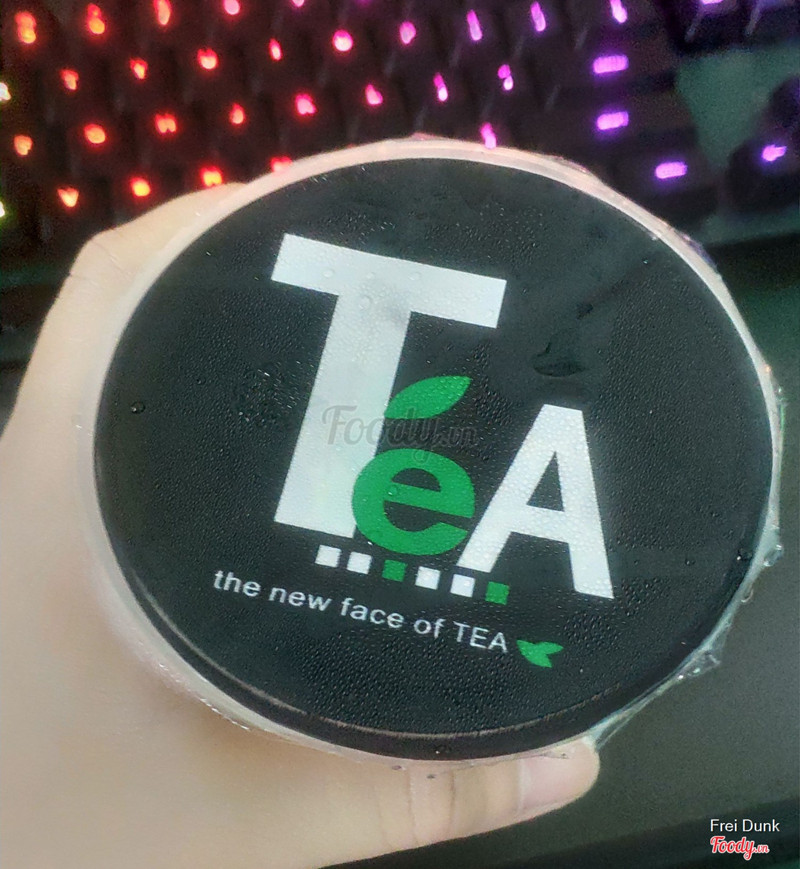 TeA
the new face of TEA
Foody.vn
Frei Dunk
Foody.vn